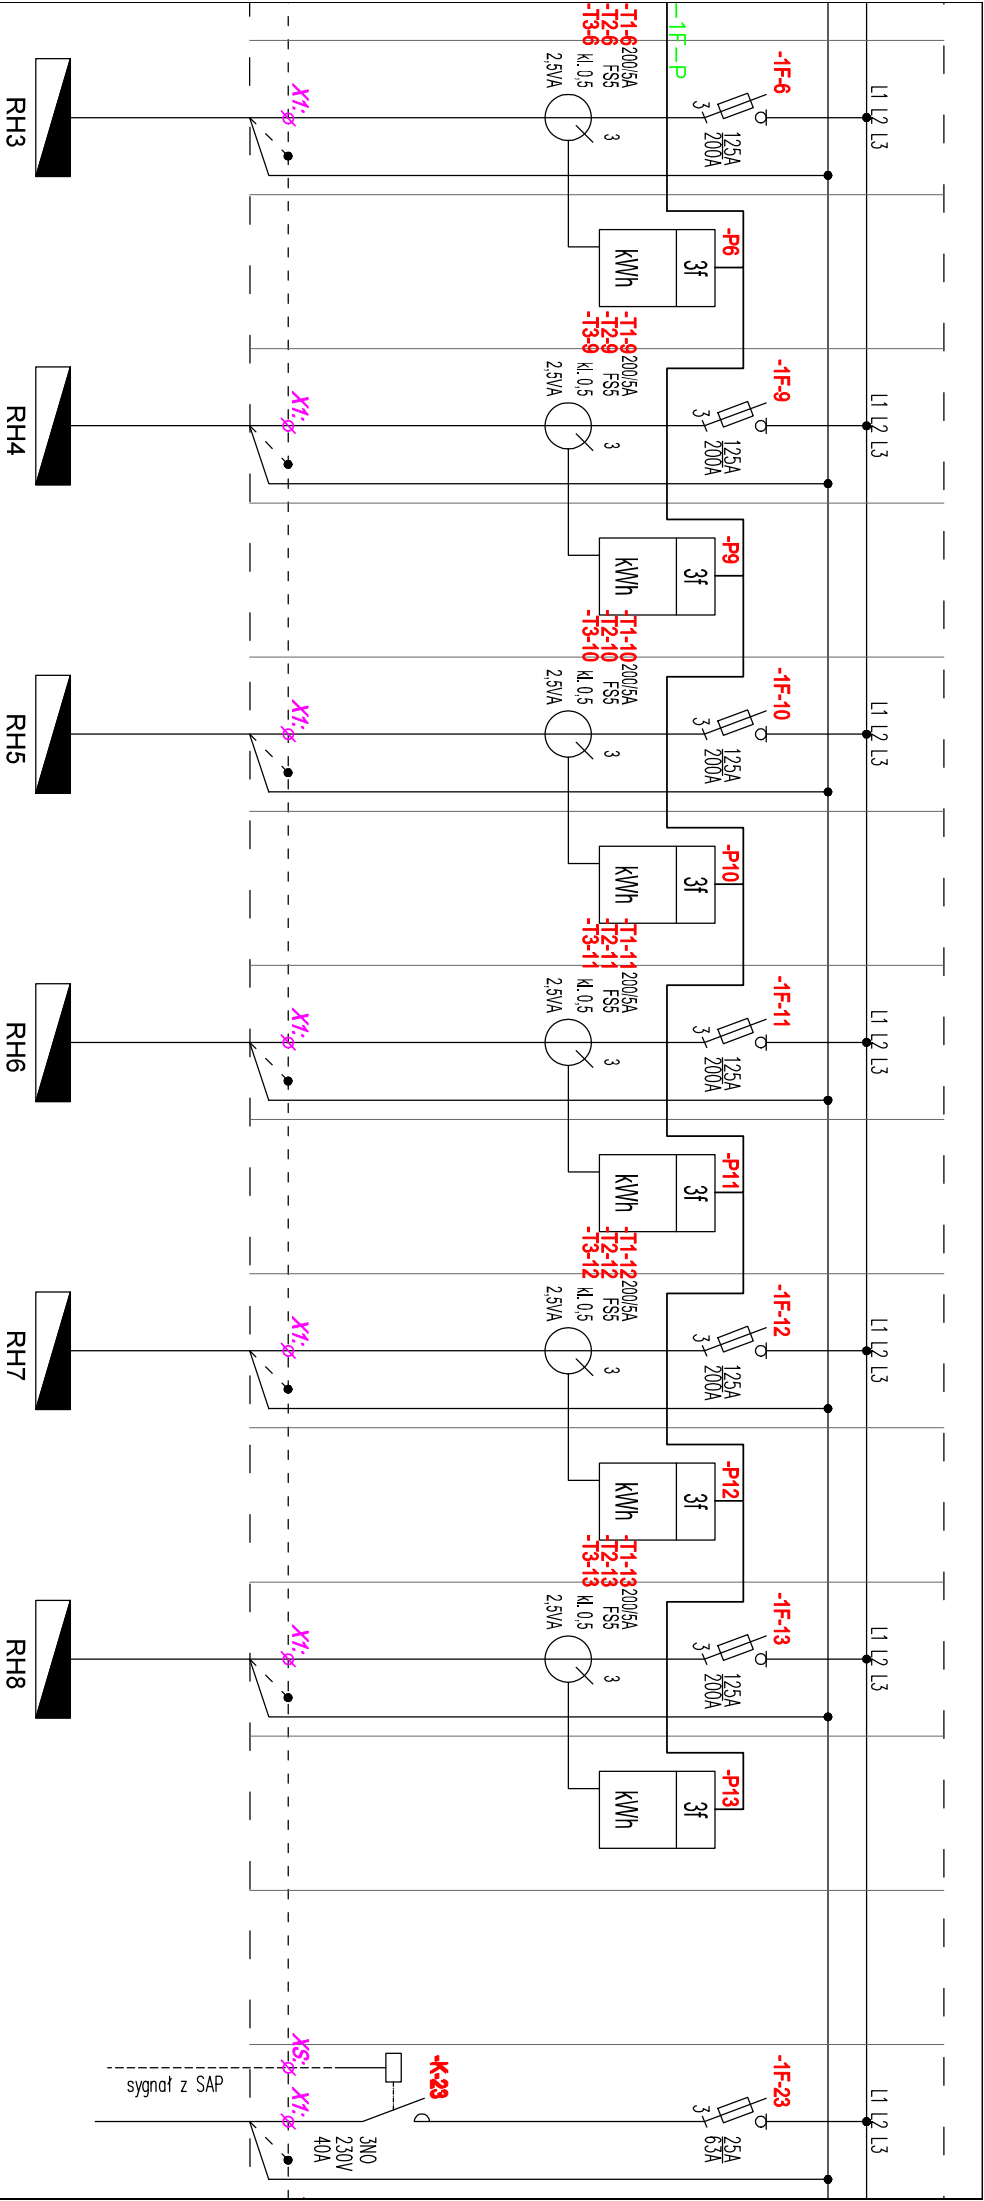 -1F-P
-T1-6
-T2-6
-T3-6
200/5A
FS5
kl. 0,5
2,5VA
3
-1F-6
3
125A
200A
L1 L2 L3
X1:
RH3
-P6
3f
kWh
-T1-9
-T2-9
-T3-9
200/5A
FS5
kl. 0,5
2,5VA
3
-1F-9
3
125A
200A
L1 L2 L3
X1:
RH4
-P9
3f
kWh
-T1-10
-T2-10
-T3-10
200/5A
FS5
kl. 0,5
2,5VA
3
-1F-10
3
125A
200A
L1 L2 L3
X1:
RH5
-P10
3f
kWh
-T1-11
-T2-11
-T3-11
200/5A
FS5
kl. 0,5
2,5VA
3
-1F-11
3
125A
200A
L1 L2 L3
X1:
RH6
-P11
3f
kWh
-T1-12
-T2-12
-T3-12
200/5A
FS5
kl. 0,5
2,5VA
3
-1F-12
3
125A
200A
L1 L2 L3
X1:
RH7
-P12
3f
kWh
-T1-13
-T2-13
-T3-13
200/5A
FS5
kl. 0,5
2,5VA
3
-1F-13
3
125A
200A
L1 L2 L3
X1:
RH8
-P13
3f
kWh
-1F-23
3
25A
63A
L1 L2 L3
-K-23
3NO
230V
40A
XS:
X1:
sygnał z SAP